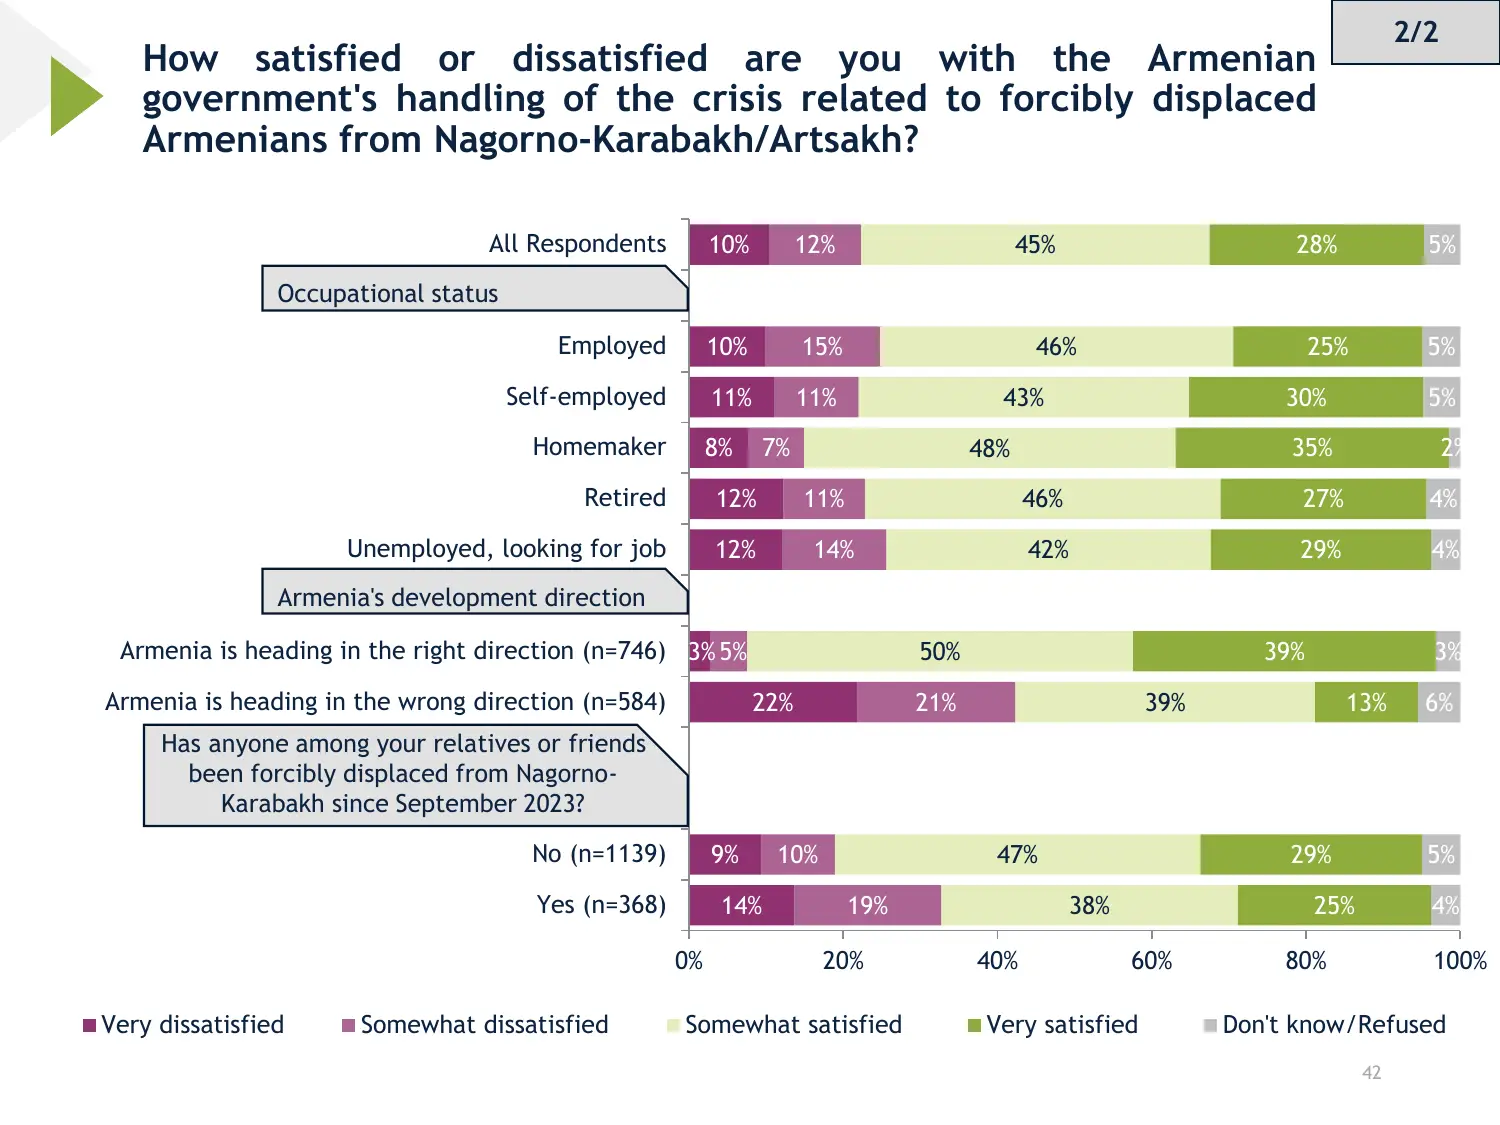 2/2
How satisfied or dissatisfied are you with the Armenian
government's handling of the crisis related to forcibly displaced
Armenians from Nagorno-Karabakh/Artsakh?
All Respondents 10% 12% 45% 28% 5%
Occupational status
Employed 10% 15% 46% 25% 5%
Self-employed 11% 11% 43% 30% 5%
Homemaker 8% 7% 48% 35% 2%
Retired 12% 11% 46% 27% 4%
Unemployed, looking for job 12% 14% 42% 29% 4%
Armenia's development direction
Armenia is heading in the right direction (n=746) 3% 5% 50% 39% 3%
Armenia is heading in the wrong direction (n=584) 22% 21% 39% 13% 6%
Has anyone among your relatives or friends
been forcibly displaced from Nagorno-
Karabakh since September 2023?
No (n=1139) 9% 10% 47% 29% 5%
Yes (n=368) 14% 19% 38% 25% 4%
0% 20% 40% 60% 80% 100%
Very dissatisfied Somewhat dissatisfied Somewhat satisfied Very satisfied Don't know/Refused
42